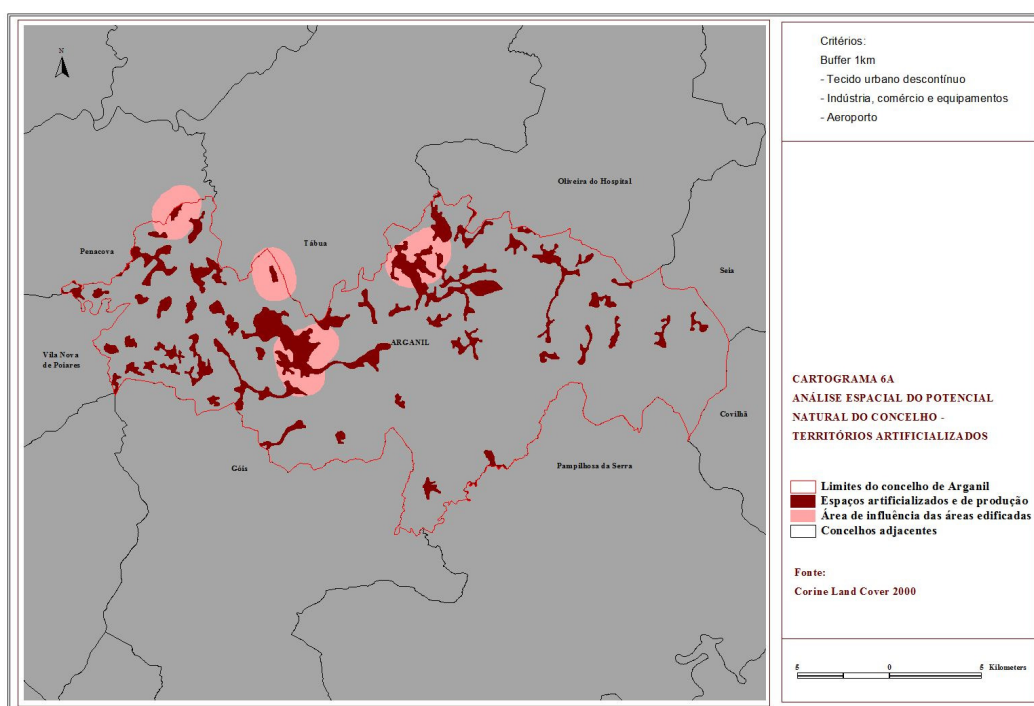 N
Oliveira do Hospital
Tábua
Penacova
Seia
ARGANIL
Vila Nova
de Poiares
Covilhã
Góis
Pampilhosa da Serra
Critérios:
Buffer 1km
- Tecido urbano descontínuo
- Indústria, comércio e equipamentos
- Aeroporto
CARTOGRAMA 6A
ANÁLISE ESPACIAL DO POTENCIAL
NATURAL DO CONCELHO -
TERRITÓRIOS ARTIFICIALIZADOS
Limites do concelho de Arganil
Espaços artificializados e de produção
Área de influência das áreas edificadas
Concelhos adjacentes
Fonte:
Corine Land Cover 2000
5 0 5 Kilometers